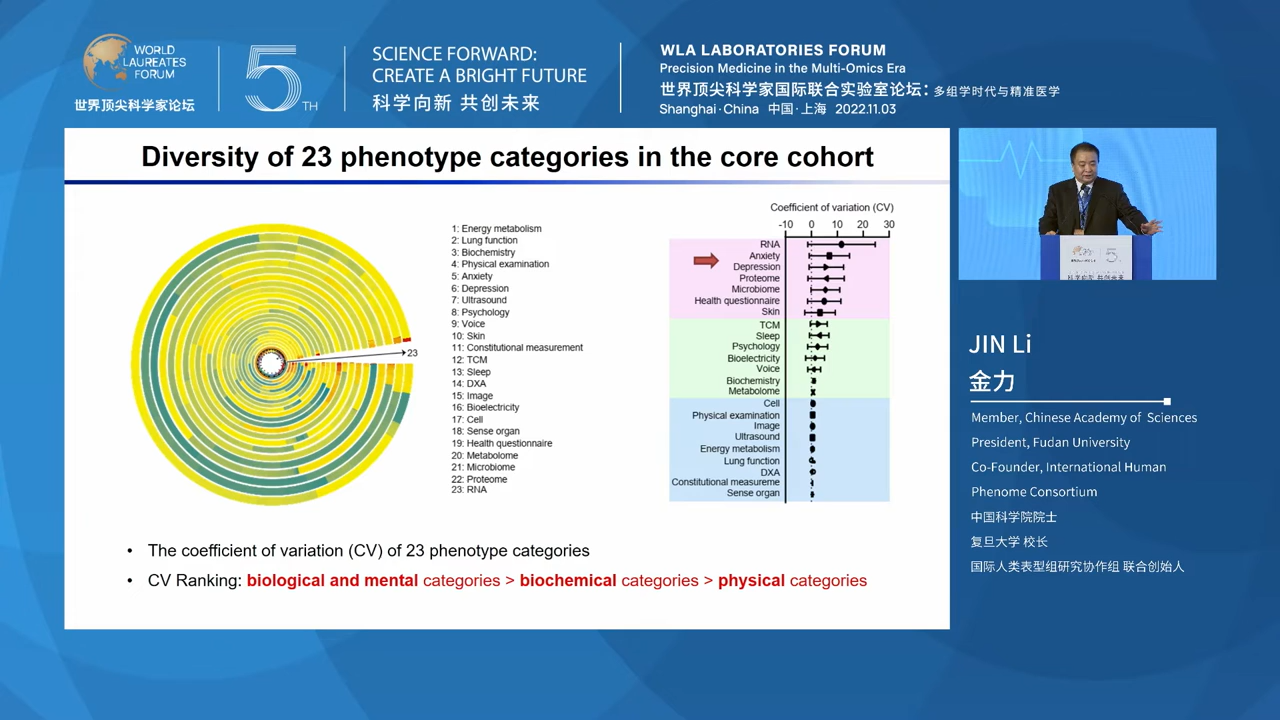 WORLD
LAUREATES
FORUM
世界顶尖科学家论坛
5TH
SCIENCE FORWARD:
CREATE A BRIGHT FUTURE
科学向新 共创未来
WLA LABORATORIES FORUM
Precision Medicine in the Multi-Omics Era
世界顶尖科学家国际联合实验室论坛：多组学时代与精准医学
Shanghai·China 中国·上海 2022.11.03
Diversity of 23 phenotype categories in the core cohort
23
1: Energy metabolism
2: Lung function
3: Biochemistry
4: Physical examination
5: Anxiety
6: Depression
7: Ultrasound
8: Psychology
9: Voice
10: Skin
11: Constitutional measurement
12: TCM
13: Sleep
14: DXA
15: Image
16: Bioelectricity
17: Cell
18: Sense organ
19: Health questionnaire
20: Metabolome
21: Microbiome
22: Proteome
23: RNA
Coefficient of variation (CV)
-10 0 10 20 30
RNA
Anxiety
Depression
Proteome
Microbiome
Health questionnaire
Skin
TCM
Sleep
Psychology
Bioelectricity
Voice
Biochemistry
Metabolome
Cell
Physical examination
Image
Ultrasound
Energy metabolism
Lung function
DXA
Constitutional measureme
Sense organ
• The coefficient of variation (CV) of 23 phenotype categories
• CV Ranking: biological and mental categories > biochemical categories > physical categories
5
科学向新 共创未来
JIN Li
金力
Member, Chinese Academy of Sciences
President, Fudan University
Co-Founder, International Human
Phenome Consortium
中国科学院院士
复旦大学 校长
国际人类表型组研究协作组 联合创始人